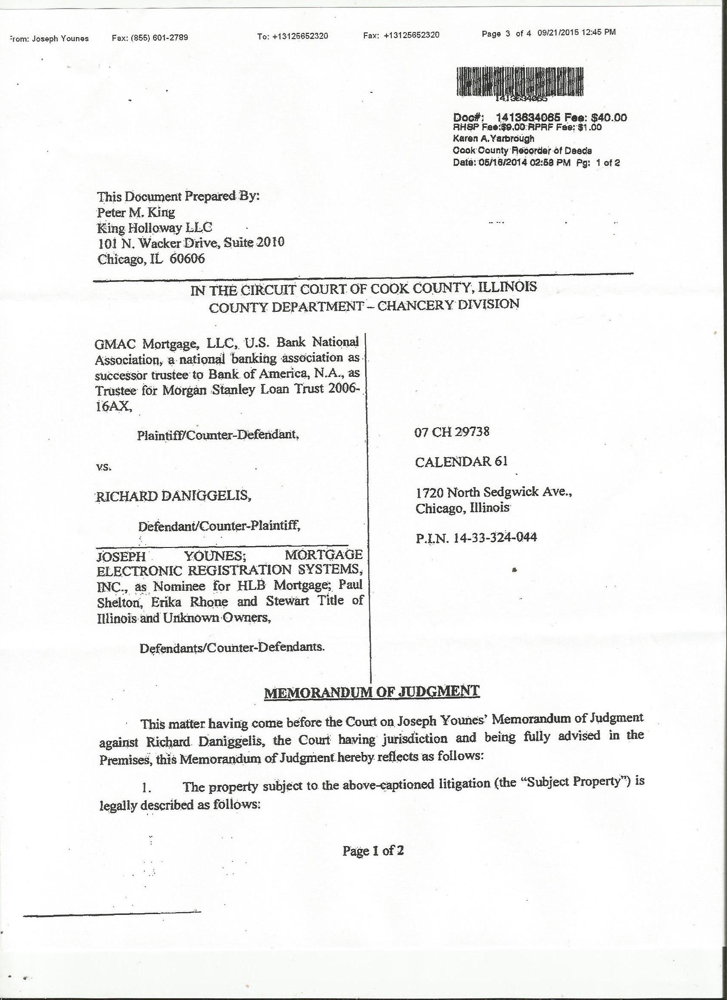 From: Joseph Younes Fax: (855) 601-2789 To: +13125652320 Fax: +13125652320 Page 3 of 4 09/21/2015 12:45 PM
1413634065
Doc#: 1413634065 Fee: $40.00
RHSP Fee:$9.00 RPRF Fee: $1.00
Karen A.Yarbrough
Cook County Recorder of Deeds
Date: 05/16/2014 02:58 PM Pg: 1 of 2
This Document Prepared By:
Peter M. King
King Holloway LLC
101 N. Wacker Drive, Suite 2010
Chicago, IL 60606
IN THE CIRCUIT COURT OF COOK COUNTY, ILLINOIS
COUNTY DEPARTMENT – CHANCERY DIVISION
GMAC Mortgage, LLC, U.S. Bank National
Association, a national banking association as
successor trustee to Bank of America, N.A., as
Trustee for Morgan Stanley Loan Trust 2006-
16AX,
Plaintiff/Counter-Defendant,
vs.
RICHARD DANIGGELIS,
Defendant/Counter-Plaintiff,
JOSEPH YOUNES; MORTGAGE
ELECTRONIC REGISTRATION SYSTEMS,
INC., as Nominee for HLB Mortgage; Paul
Shelton, Erika Rhone and Stewart Title of
Illinois and Unknown Owners,
Defendants/Counter-Defendants.
07 CH 29738
CALENDAR 61
1720 North Sedgwick Ave.,
Chicago, Illinois
P.I.N. 14-33-324-044
MEMORANDUM OF JUDGMENT
This matter having come before the Court on Joseph Younes’ Memorandum of Judgment
against Richard Daniggelis, the Court having jurisdiction and being fully advised in the
Premises, this Memorandum of Judgment hereby reflects as follows:
1. The property subject to the above-captioned litigation (the “Subject Property”) is
legally described as follows:
Page 1 of 2